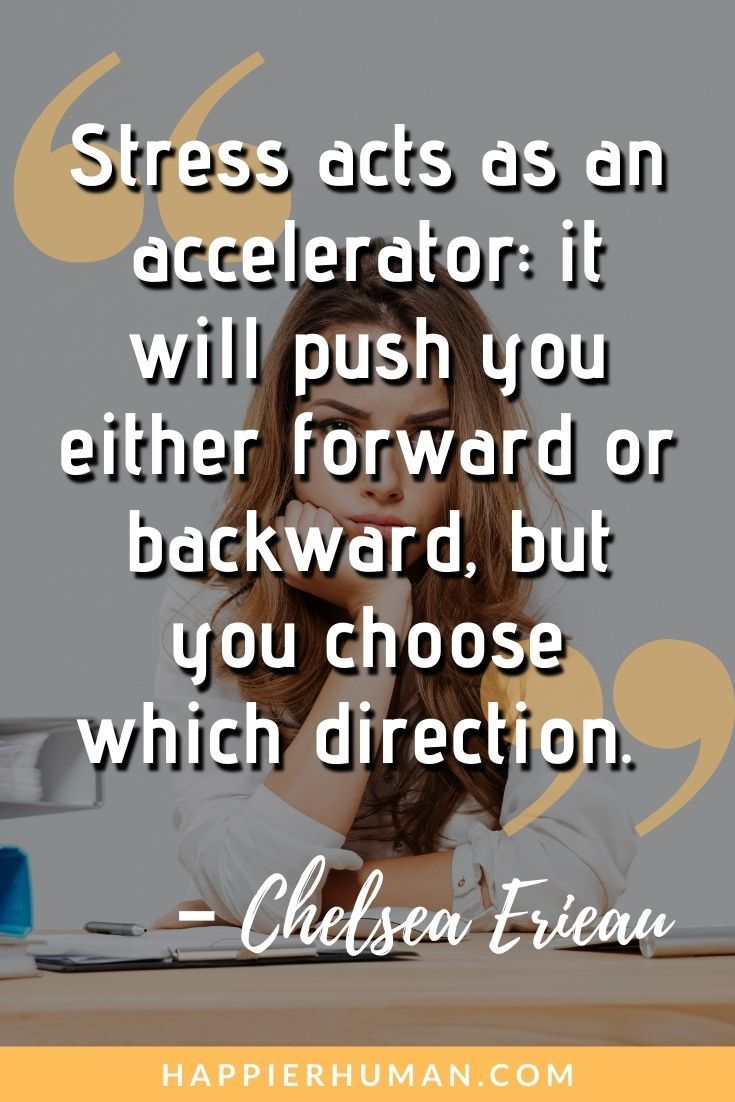 Stress acts as an
accelerator: it
will push you
either forward or
backward, but
you choose
which direction.
– Chelsea Erieau
HAPPIERHUMAN.COM